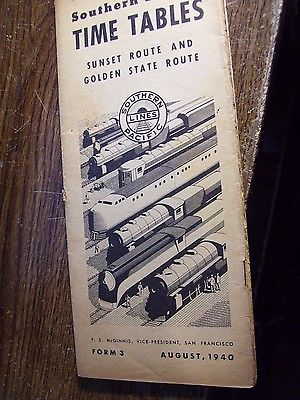 Southern
TIME TABLES
SUNSET ROUTE AND
GOLDEN STATE ROUTE
SOUTHERN
LINES
PACIFIC
F. S. McGINNIS, VICE-PRESIDENT, SAN FRANCISCO
FORM 3 AUGUST, 1940